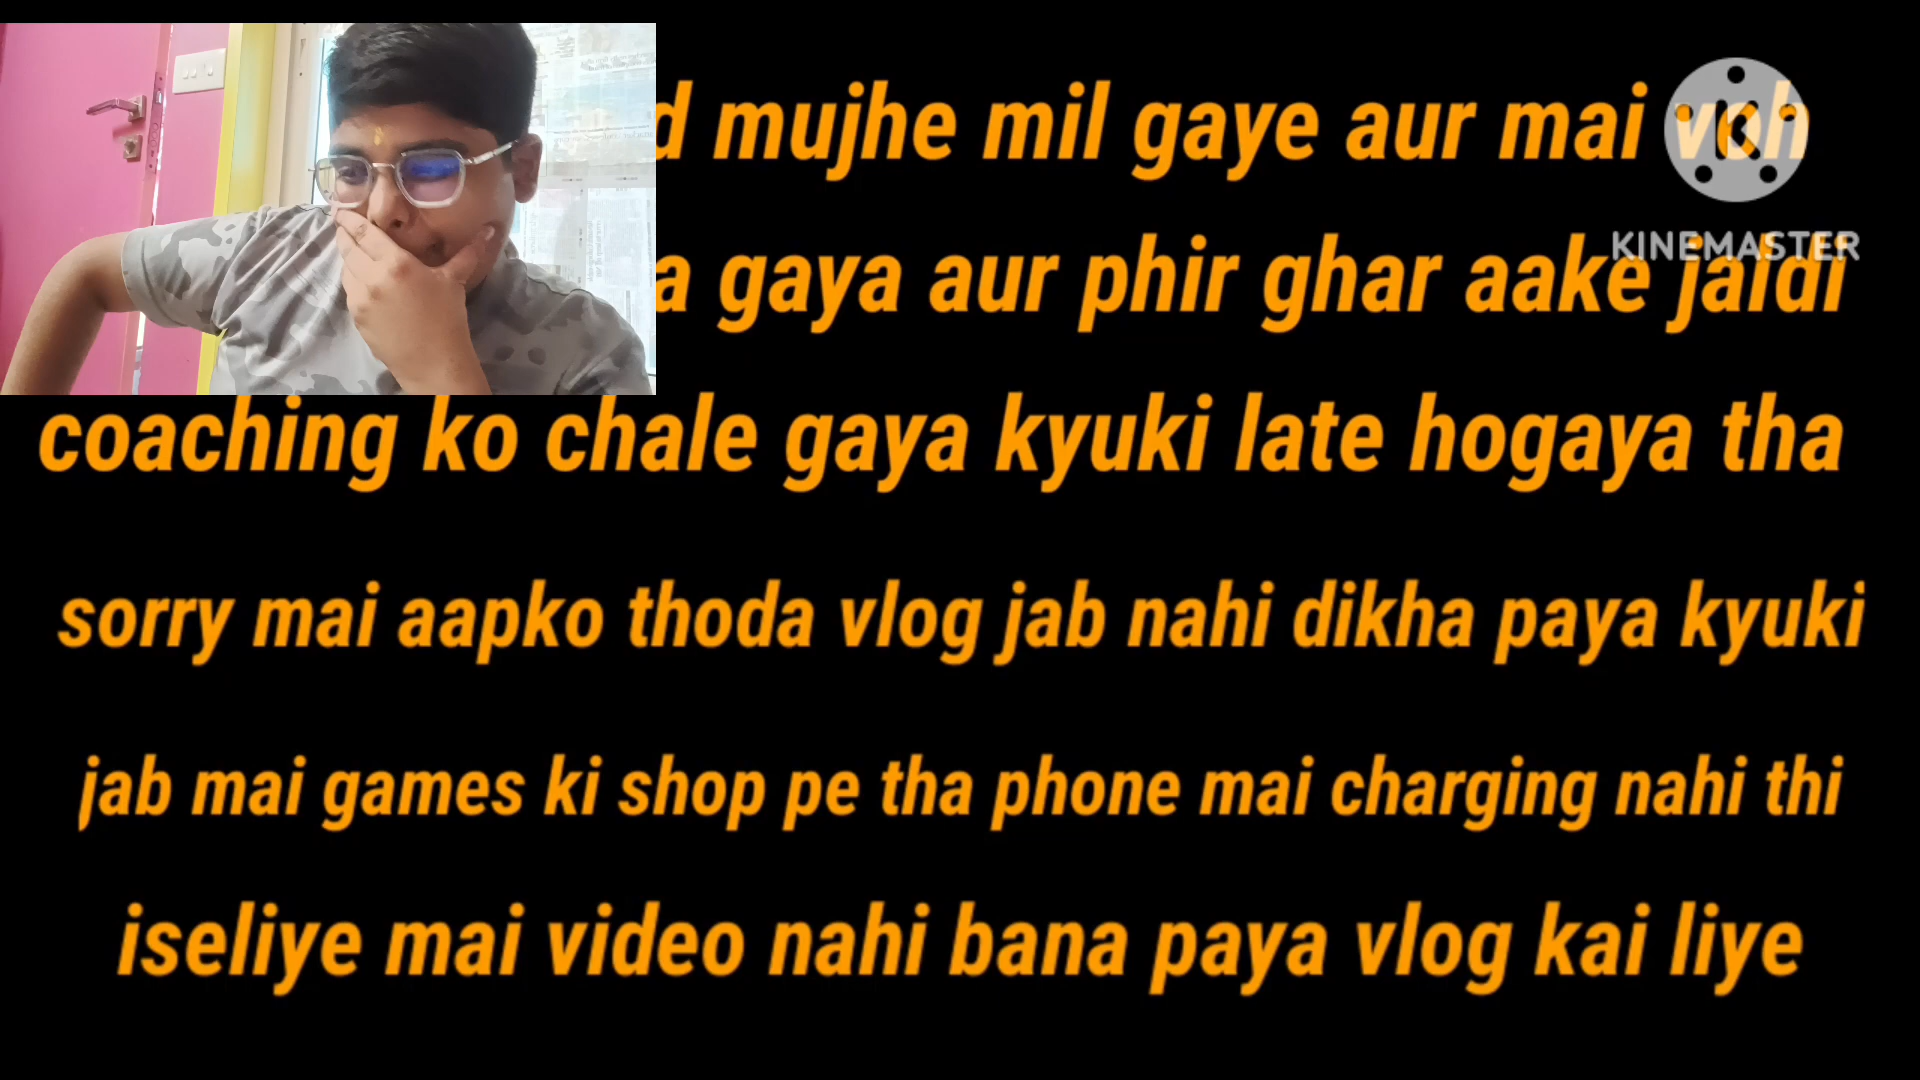 mujhe mil gaye aur mai voh
KINEMASTER
gaya aur phir ghar aake jaldi
coaching ko chale gaya kyuki late hogaya tha
sorry mai aapko thoda vlog jab nahi dikha paya kyuki
jab mai games ki shop pe tha phone mai charging nahi thi
iseliye mai video nahi bana paya vlog kai liye